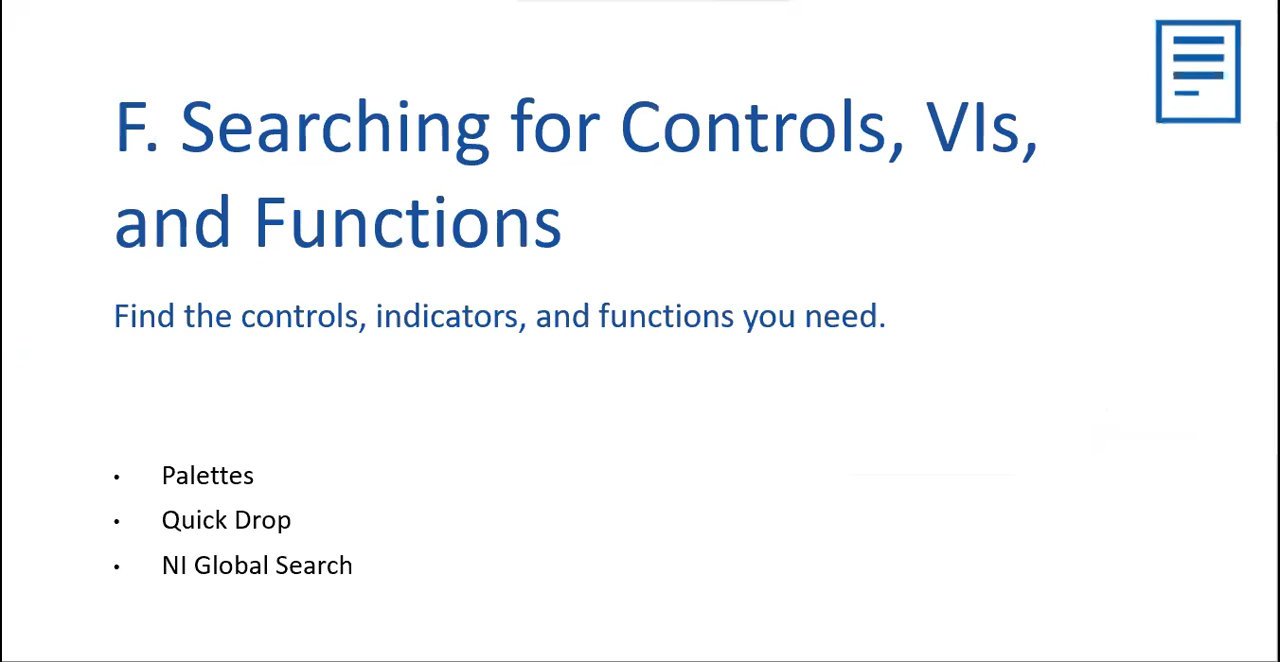 F. Searching for Controls, VIs,
and Functions
Find the controls, indicators, and functions you need.
• Palettes
• Quick Drop
• NI Global Search